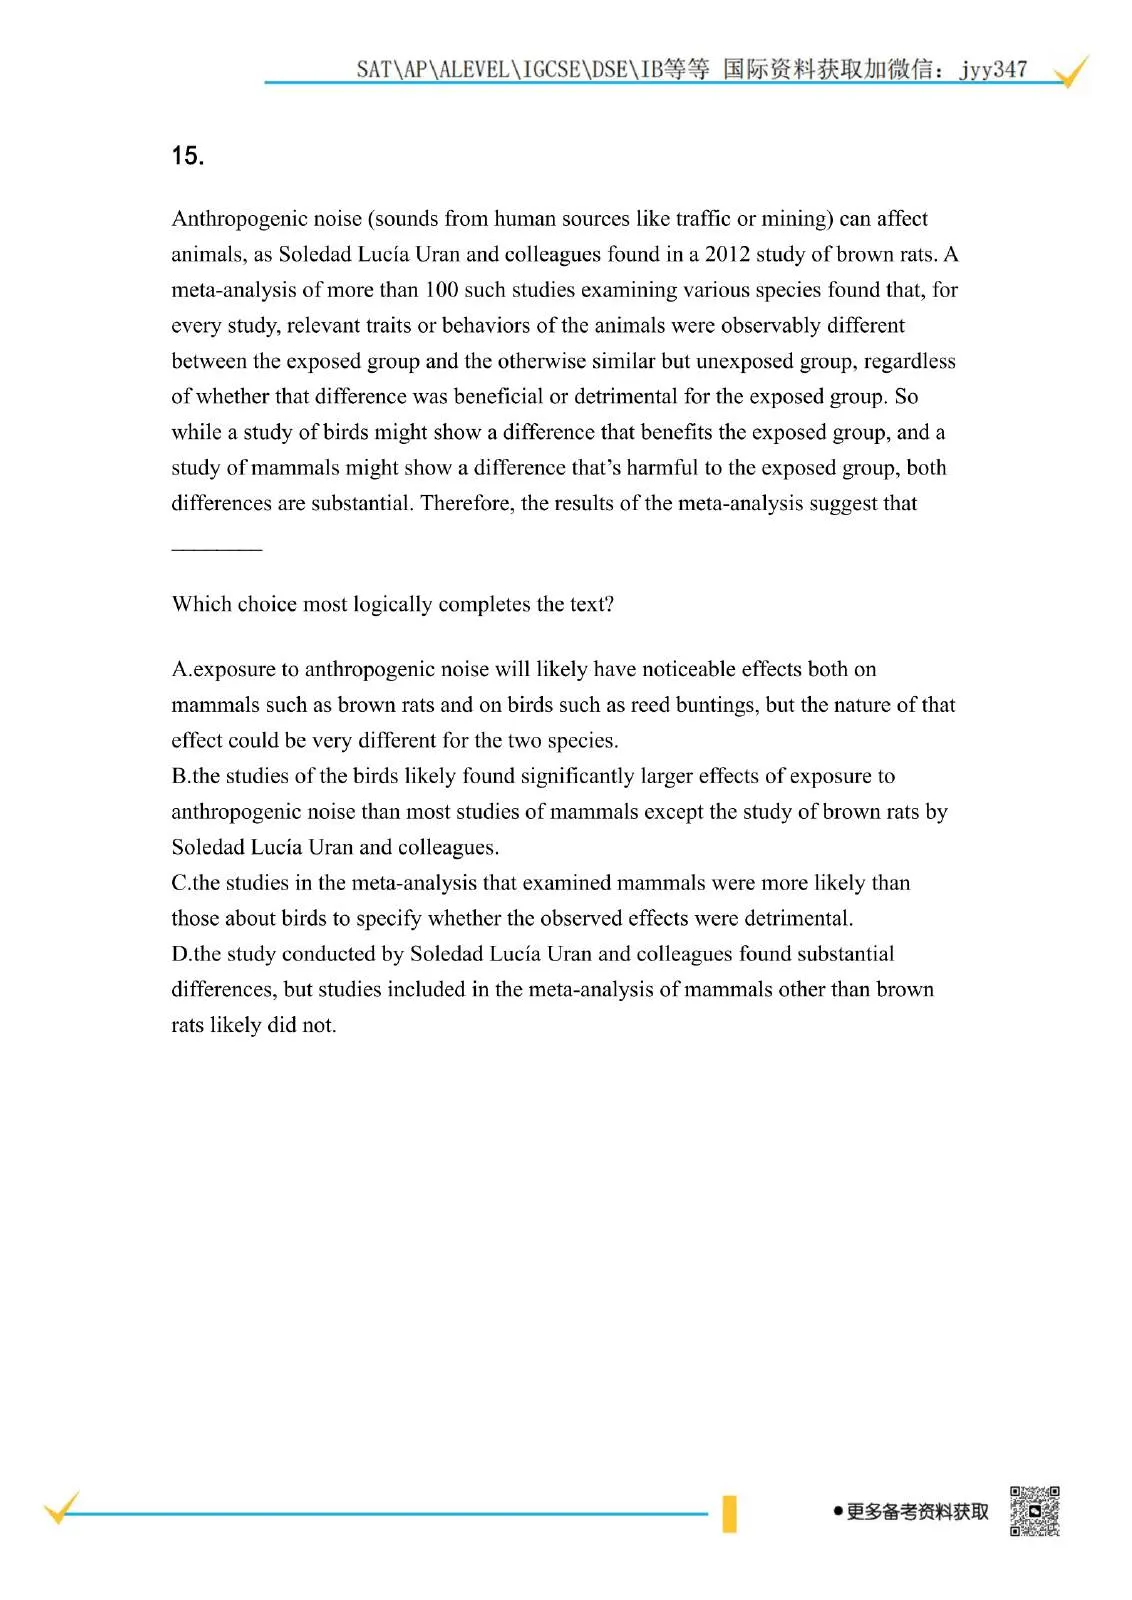 SAT\AP\ALEVEL\IGCSE\DSE\IB等等 国际资料获取加微信：jyy347
15.
Anthropogenic noise (sounds from human sources like traffic or mining) can affect
animals, as Soledad Lucía Uran and colleagues found in a 2012 study of brown rats. A
meta-analysis of more than 100 such studies examining various species found that, for
every study, relevant traits or behaviors of the animals were observably different
between the exposed group and the otherwise similar but unexposed group, regardless
of whether that difference was beneficial or detrimental for the exposed group. So
while a study of birds might show a difference that benefits the exposed group, and a
study of mammals might show a difference that’s harmful to the exposed group, both
differences are substantial. Therefore, the results of the meta-analysis suggest that
________
Which choice most logically completes the text?
A.exposure to anthropogenic noise will likely have noticeable effects both on
mammals such as brown rats and on birds such as reed buntings, but the nature of that
effect could be very different for the two species.
B.the studies of the birds likely found significantly larger effects of exposure to
anthropogenic noise than most studies of mammals except the study of brown rats by
Soledad Lucía Uran and colleagues.
C.the studies in the meta-analysis that examined mammals were more likely than
those about birds to specify whether the observed effects were detrimental.
D.the study conducted by Soledad Lucía Uran and colleagues found substantial
differences, but studies included in the meta-analysis of mammals other than brown
rats likely did not.
●更多备考资料获取